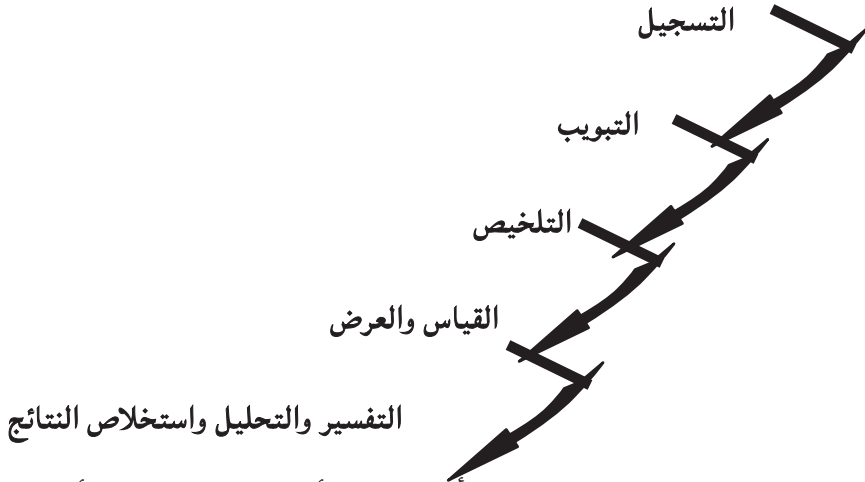 التسجيل
التبويب
التلخيص
القياس والعرض
التفسير والتحليل واستخلاص النتائج